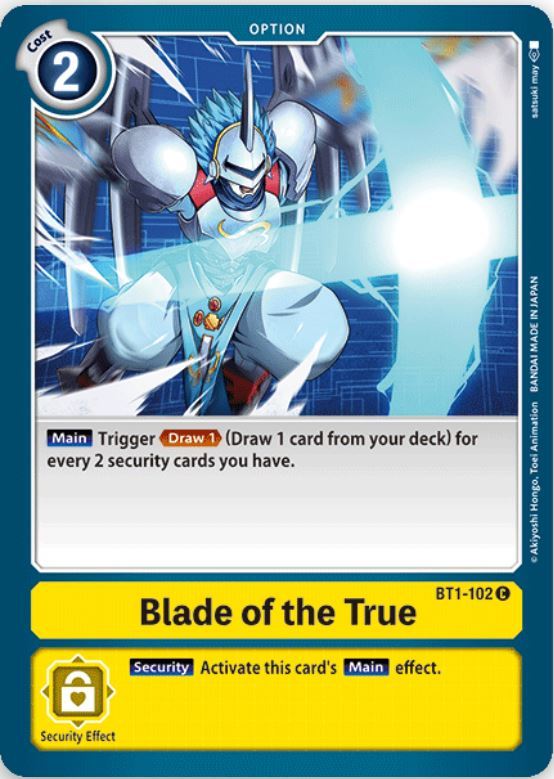 OPTION
Cost
2
satsuki may
Main Trigger Draw 1 (Draw 1 card from your deck) for
every 2 security cards you have.
© Akiyoshi Hongo, Toei Animation BANDAI MADE IN JAPAN
BT1-102 C
Blade of the True
Security Activate this card's Main effect.
Security Effect